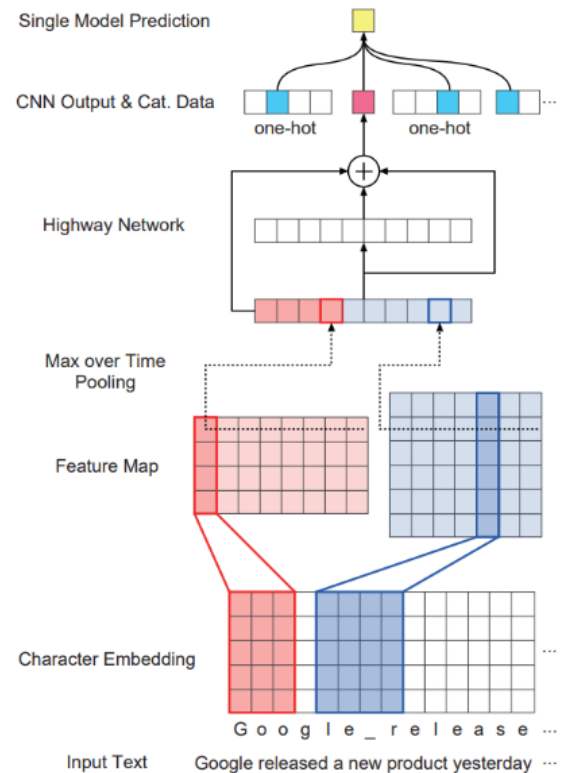 Single Model Prediction
CNN Output & Cat. Data
one-hot
one-hot
...
+
Highway Network
Max over Time
Pooling
Feature Map
Character Embedding
...
G o o g l e _ r e l e a s e ...
Input Text
Google released a new product yesterday ...